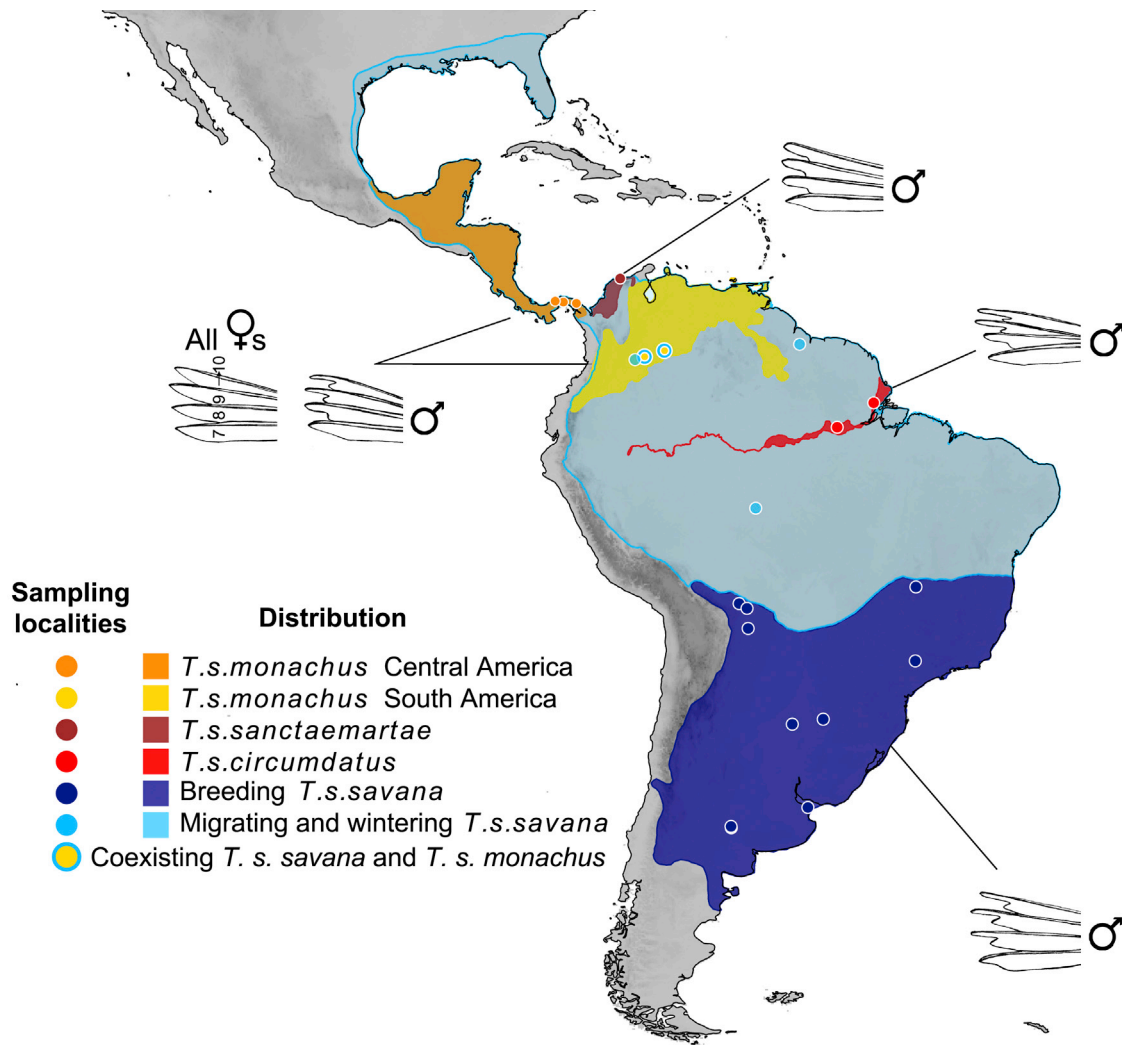 All ♀s
10
9
8
7
Sampling localities
Distribution
T.s.monachus Central America
T.s.monachus South America
T.s.sanctaemartae
T.s.circumdatus
Breeding T.s.savana
Migrating and wintering T.s.savana
Coexisting T. s. savana and T. s. monachus